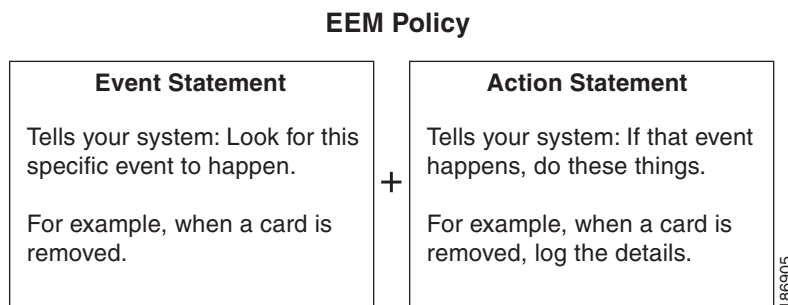 EEM Policy
Event Statement
Tells your system: Look for this
specific event to happen.
For example, when a card is
removed.
+
Action Statement
Tells your system: If that event
happens, do these things.
For example, when a card is
removed, log the details.
186905